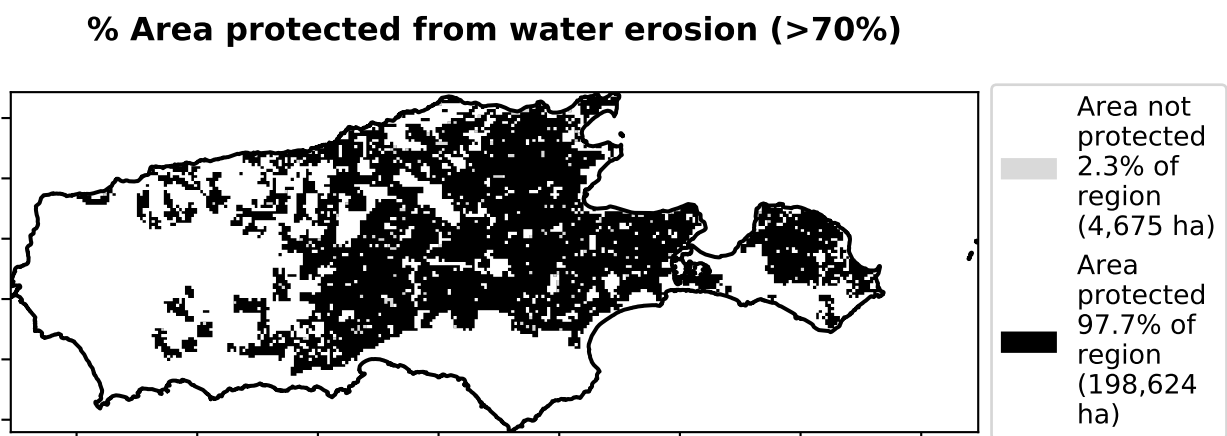 % Area protected from water erosion (>70%)
Area not
protected
2.3% of
region
(4,675 ha)
Area
protected
97.7% of
region
(198,624
ha)